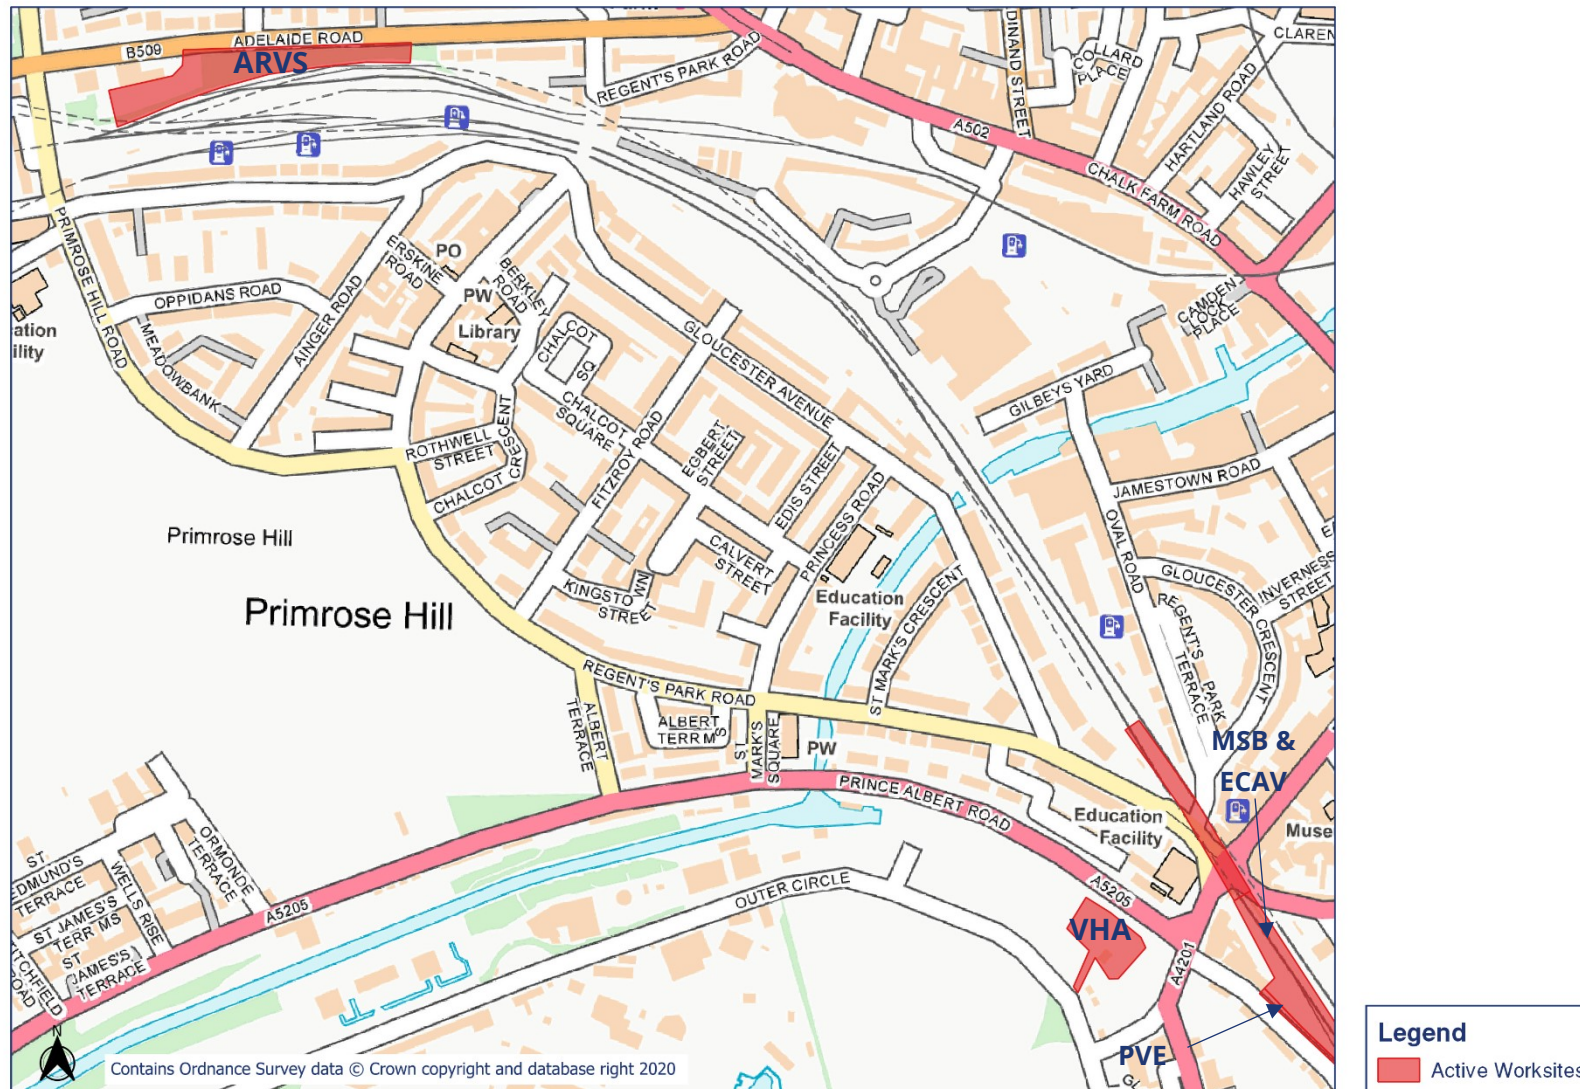 ADELAIDE ROAD
B509
ARVS
REGENT'S PARK ROAD
DINAND STREET
COLLARD
PLACE
CLAREN
HARTLAND ROAD
HAWLEY
STREET
A502
CHALK FARM ROAD
PRIMROSE HILL ROAD
ERSKINE
ROAD
PO
PW
BERKLEY
ROAD
Library
OPPIDANS ROAD
AINGER ROAD
MEADOWBANK
ation
ility
CHALCOT
SQ
CHALCOT
SQUARE
GLOUCESTER AVENUE
CAMDEN
LOCK
PLACE
GILBEYS YARD
ROTHWELL
STREET
CHALCOT CRESCENT
FITZROY ROAD
EGBERT
STREET
EDIS STREET
PRINCESS ROAD
JAMESTOWN ROAD
OVAL ROAD
Primrose Hill
Primrose Hill
CALVERT
STREET
KINGSTOWN
STREET
Education
Facility
ST MARK'S CRESCENT
GLOUCESTER CRESCENT
INVERNESS
STREET
REGENT'S PARK
TERRACE
REGENT'S PARK ROAD
ALBERT
TERRACE
ALBERT
TERR MS
ST
MARK'S
SQUARE
PW
PRINCE ALBERT ROAD
MSB &
ECAV
Education
Facility
Muse
ST
EDMUND'S
TERRACE
ORMONDE
TERRACE
WELLS RISE
ST JAMES'S
TERR MS
ST
JAMES'S
TERRACE
ITCHFIELD
ROAD
A5205
OUTER CIRCLE
A5205
VHA
A4201
PVE
N
Contains Ordnance Survey data © Crown copyright and database right 2020
Legend
Active Worksites